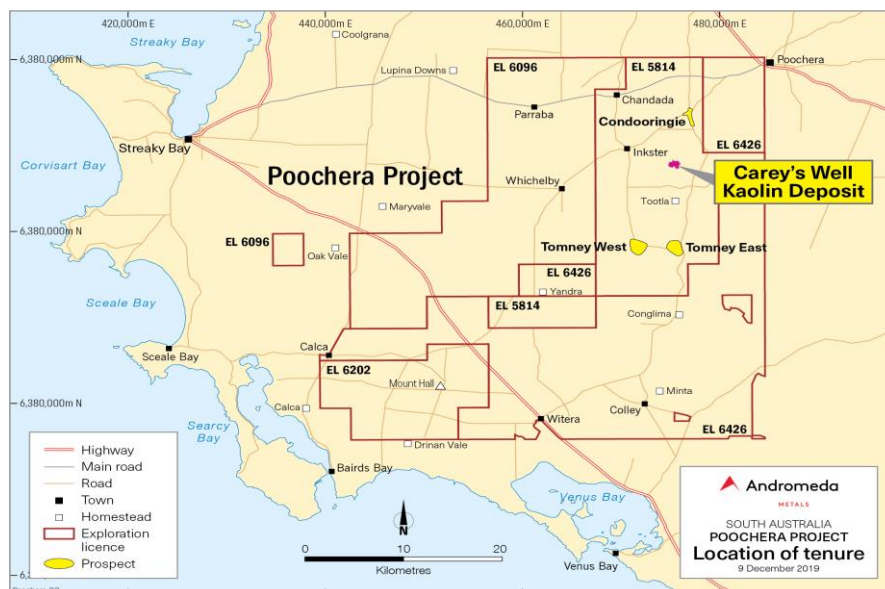 420,000m E
440,000m E
460,000m E
480,000m E
6,380,000m N
Streaky Bay
Coolgrana
Lupina Downs
EL 6096
EL 5814
Poochera
Parraba
Chandada
Condooringie
Streaky Bay
Inkster
EL 6426
Corvisart Bay
Poochera Project
Whichelby
Carey's Well
Kaolin Deposit
Maryvale
Tootla
6,380,000m N
EL 6096
Oak Vale
Tomney West
Tomney East
EL 6426
Sceale Bay
Yandra
EL 5814
Conglima
Calca
Sceale Bay
EL 6202
Mount Hall
Minta
6,380,000m N
Calca
Colley
Searcy
Bay
Witera
EL 6426
Drinan Vale
Bairds Bay
Highway
Main road
Road
Town
Homestead
Exploration
licence
Prospect
N
0 10 20
Kilometres
Venus Bay
Venus Bay
Andromeda
METALS
SOUTH AUSTRALIA
POOCHERA PROJECT
Location of tenure
9 December 2019